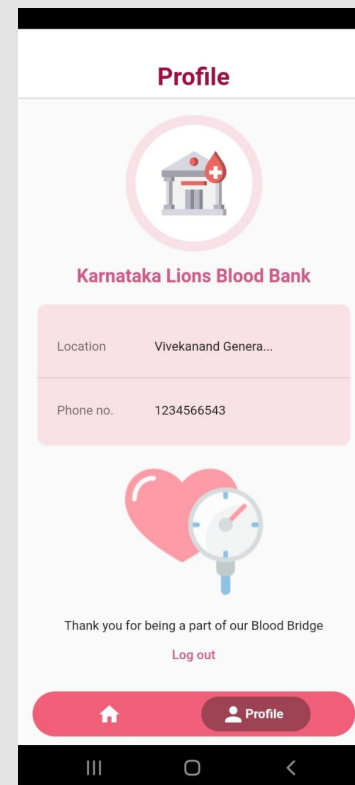 Profile
Karnataka Lions Blood Bank
Location Vivekanand Genera...
Phone no. 1234566543
Thank you for being a part of our Blood Bridge
Log out
Profile